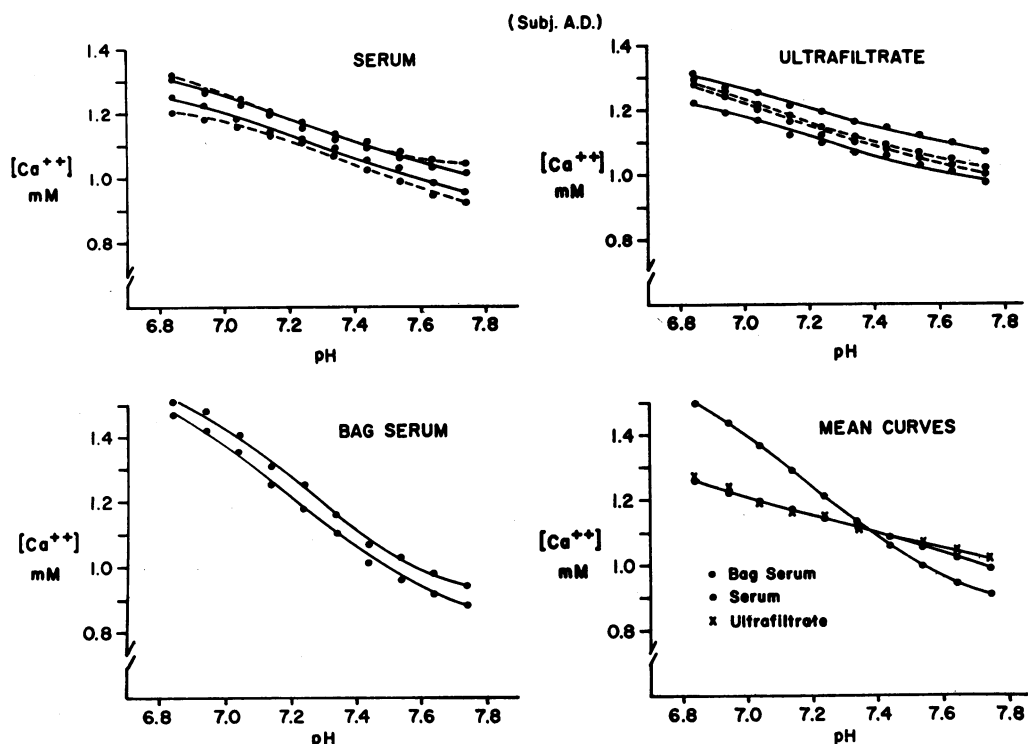 (Subj. A.D.)
SERUM
1.4
1.2
1.0
0.8
[Ca++]
mM
6.8 7.0 7.2 7.4 7.6 7.8
pH
ULTRAFILTRATE
1.4
1.2
1.0
0.8
[Ca++]
mM
6.8 7.0 7.2 7.4 7.6 7.8
pH
BAG SERUM
1.4
1.2
1.0
0.8
[Ca++]
mM
6.8 7.0 7.2 7.4 7.6 7.8
pH
MEAN CURVES
1.4
1.2
1.0
0.8
[Ca++]
mM
• Bag Serum
• Serum
x Ultrafiltrate
6.8 7.0 7.2 7.4 7.6 7.8
pH